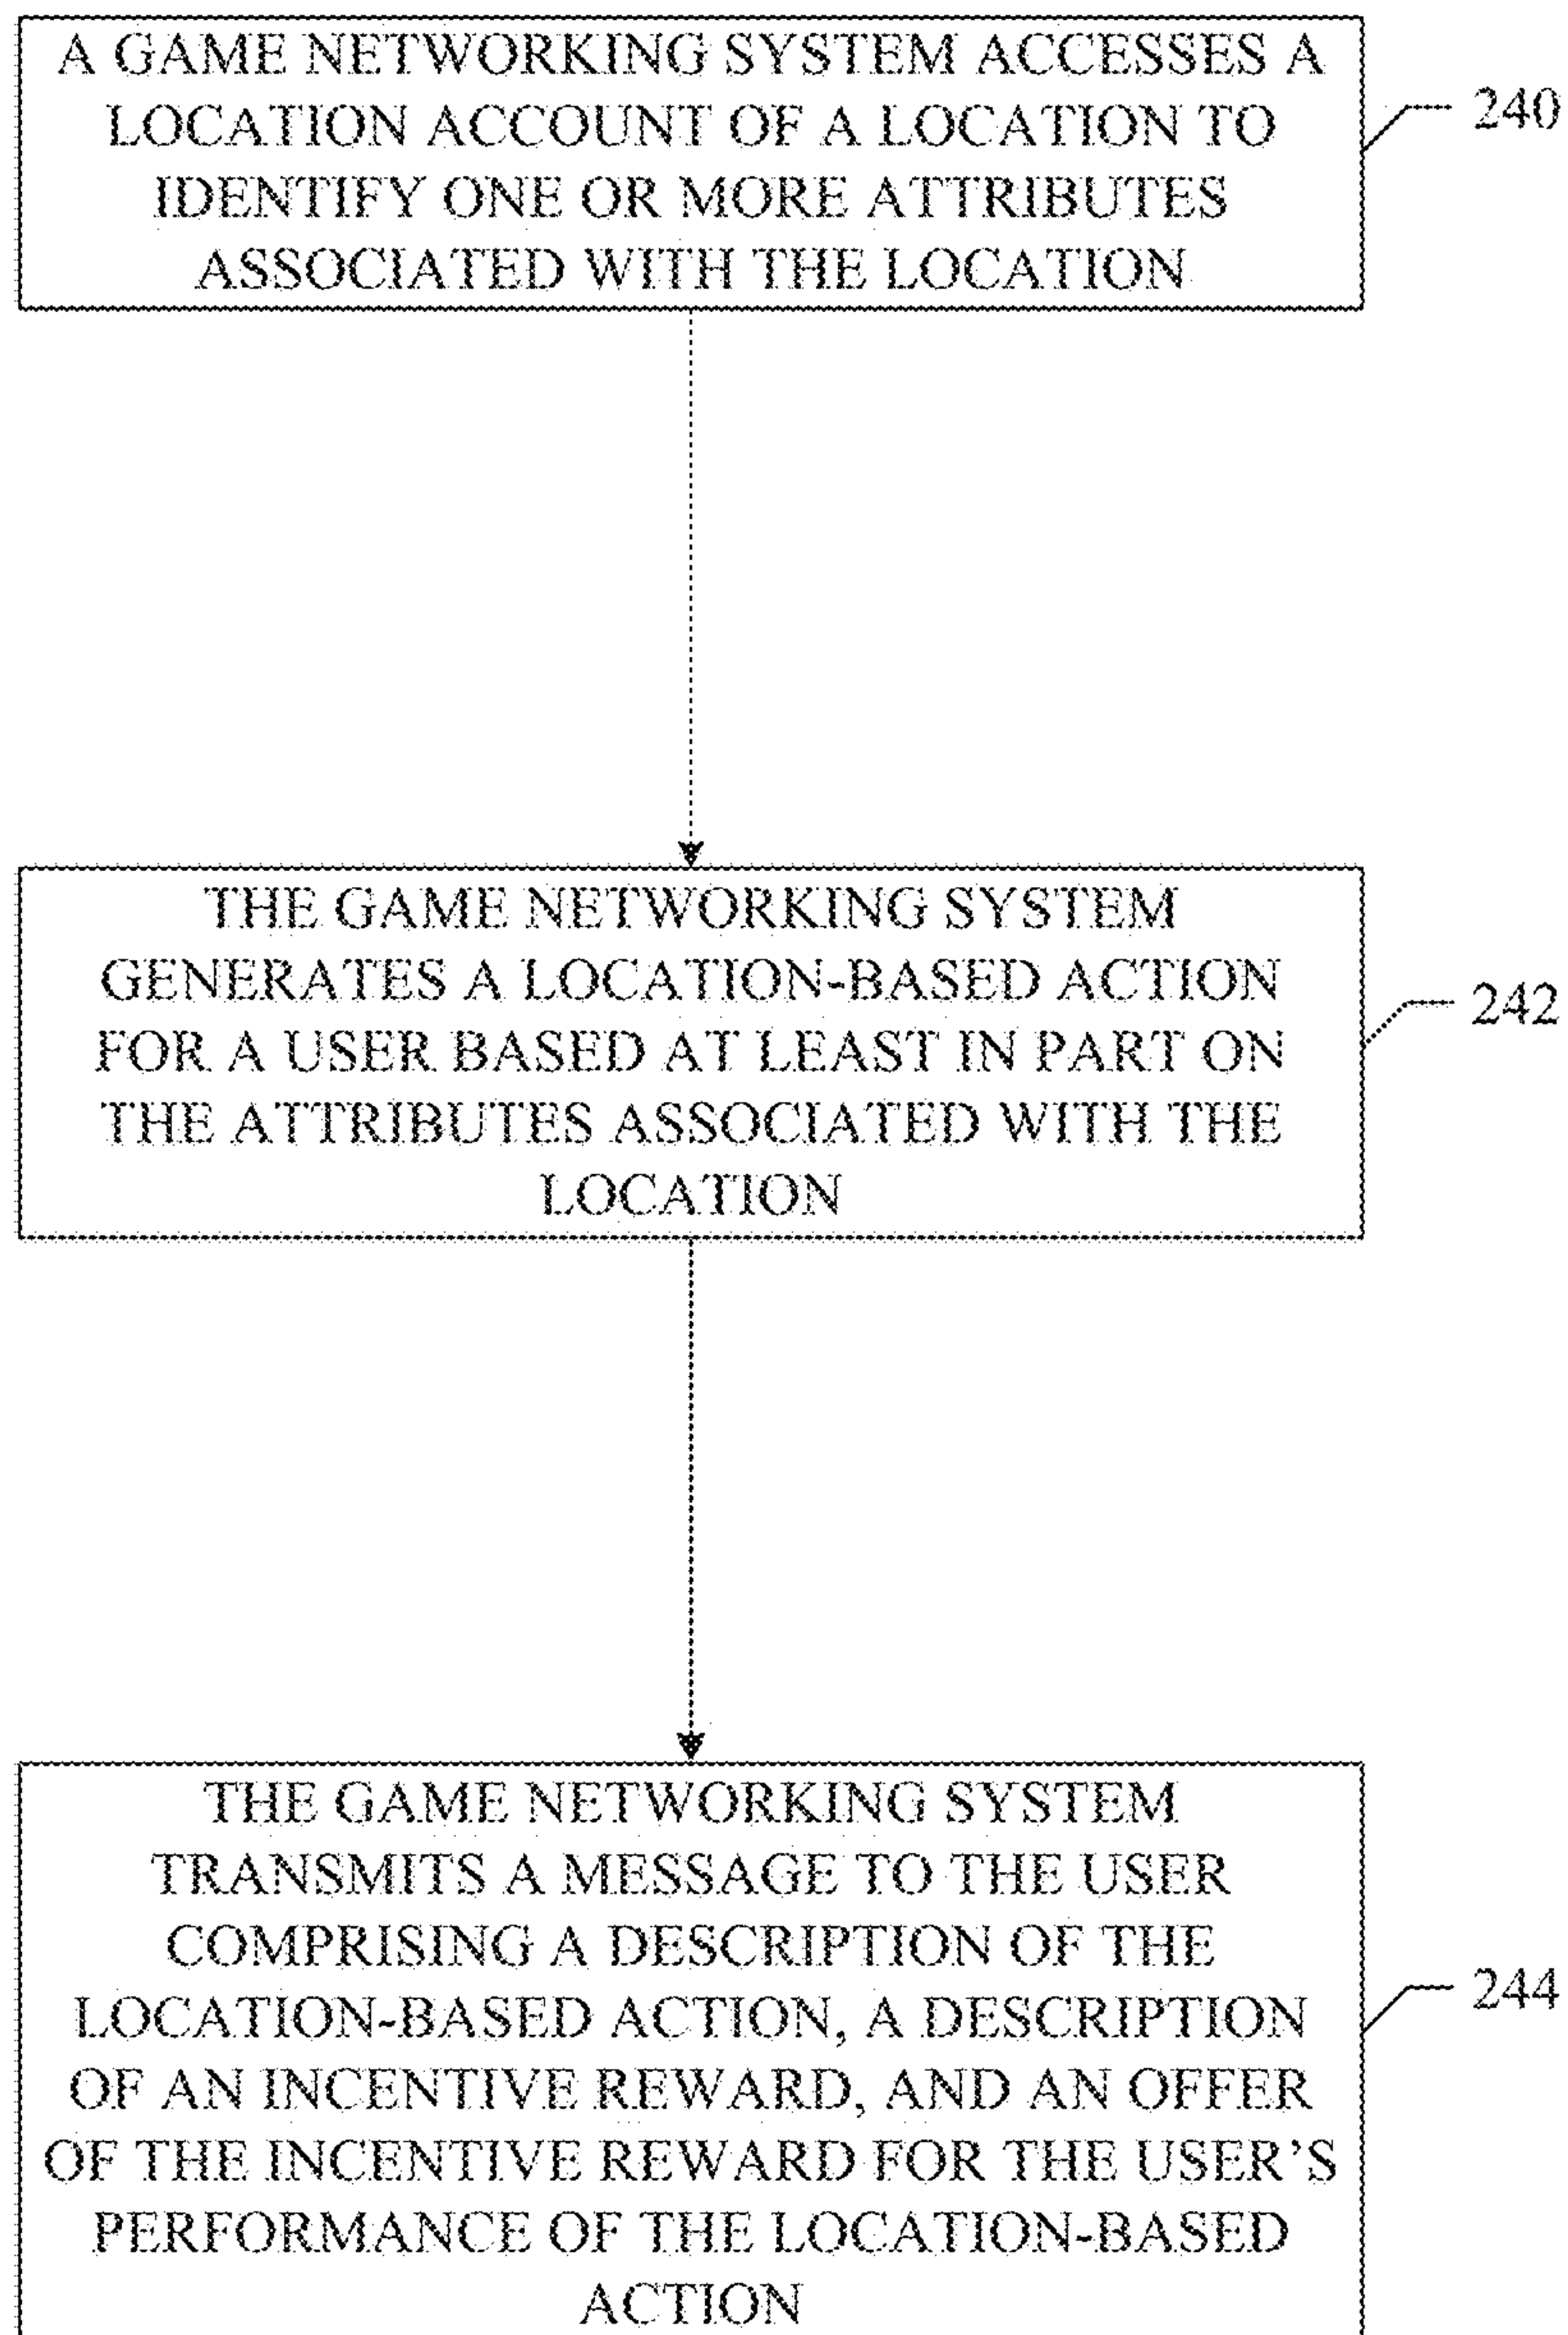 A GAME NETWORKING SYSTEM ACCESSES A
LOCATION ACCOUNT OF A LOCATION TO
IDENTIFY ONE OR MORE ATTRIBUTES
ASSOCIATED WITH THE LOCATION
240
THE GAME NETWORKING SYSTEM
GENERATES A LOCATION-BASED ACTION
FOR A USER BASED AT LEAST IN PART ON
THE ATTRIBUTES ASSOCIATED WITH THE
LOCATION
242
THE GAME NETWORKING SYSTEM
TRANSMITS A MESSAGE TO THE USER
COMPRISING A DESCRIPTION OF THE
LOCATION-BASED ACTION, A DESCRIPTION
OF AN INCENTIVE REWARD, AND AN OFFER
OF THE INCENTIVE REWARD FOR THE USER'S
PERFORMANCE OF THE LOCATION-BASED
ACTION
244